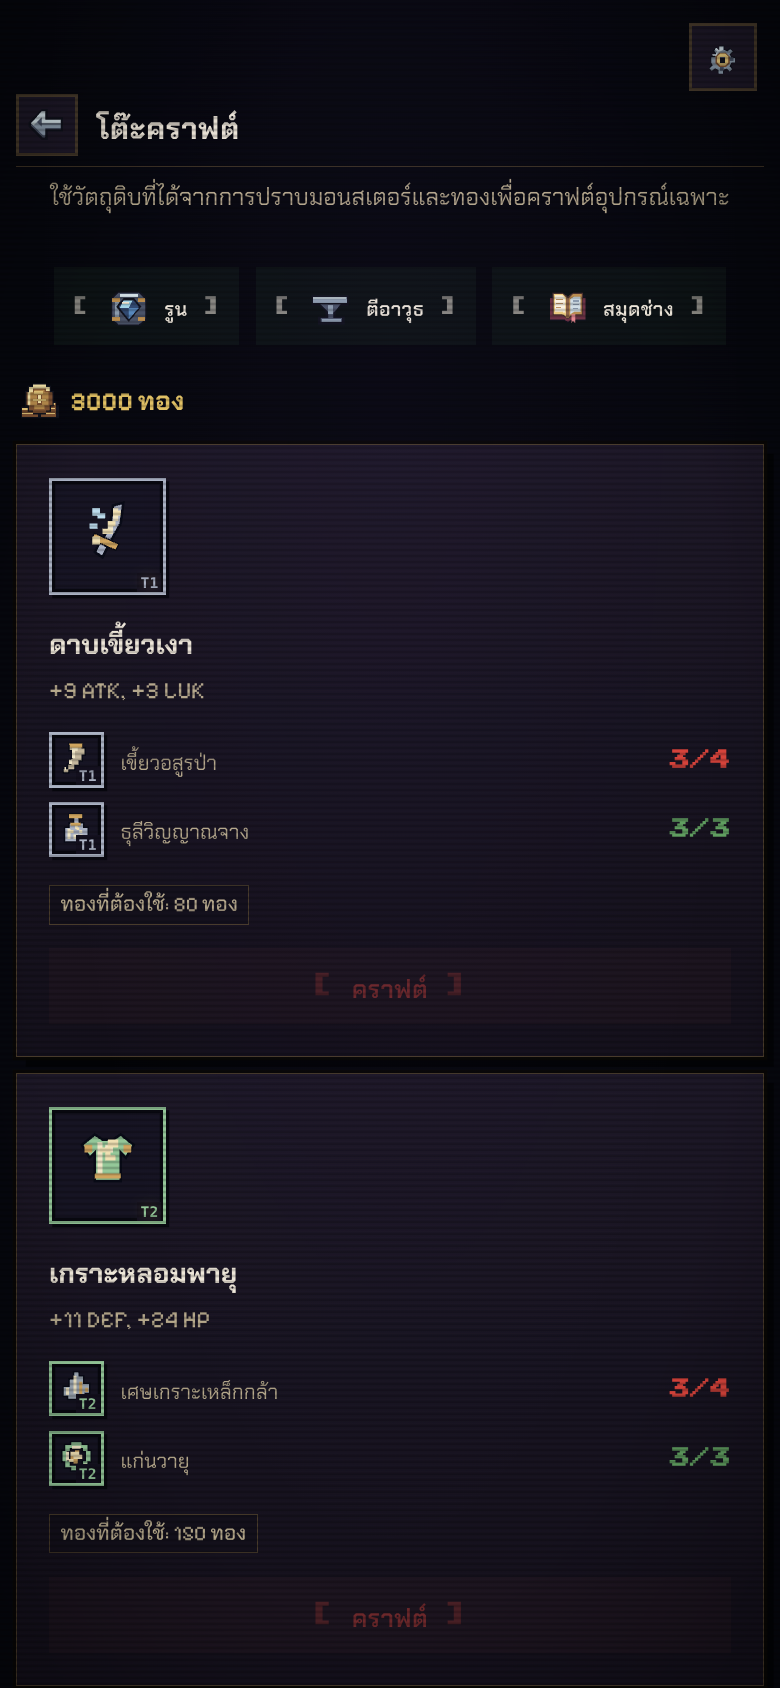 โต๊ะคราฟต์
ใช้วัตถุดิบที่ได้จากการปราบมอนสเตอร์และทองเพื่อคราฟต์อุปกรณ์เฉพาะ
[ รูน ] [ ตีอาวุธ ] [ สมุดช่าง ]
3000 ทอง
T1
ดาบเขี้ยวเงา
+9 ATK, +3 LUK
T1 เขี้ยวอสูรป่า 3/4
T1 ธุลีวิญญาณจาง 3/3
ทองที่ต้องใช้: 80 ทอง
[ คราฟต์ ]
T2
เกราะหลอมพายุ
+11 DEF, +24 HP
T2 เศษเกราะเหล็กกล้า 3/4
T2 แก่นวายุ 3/3
ทองที่ต้องใช้: 190 ทอง
[ คราฟต์ ]